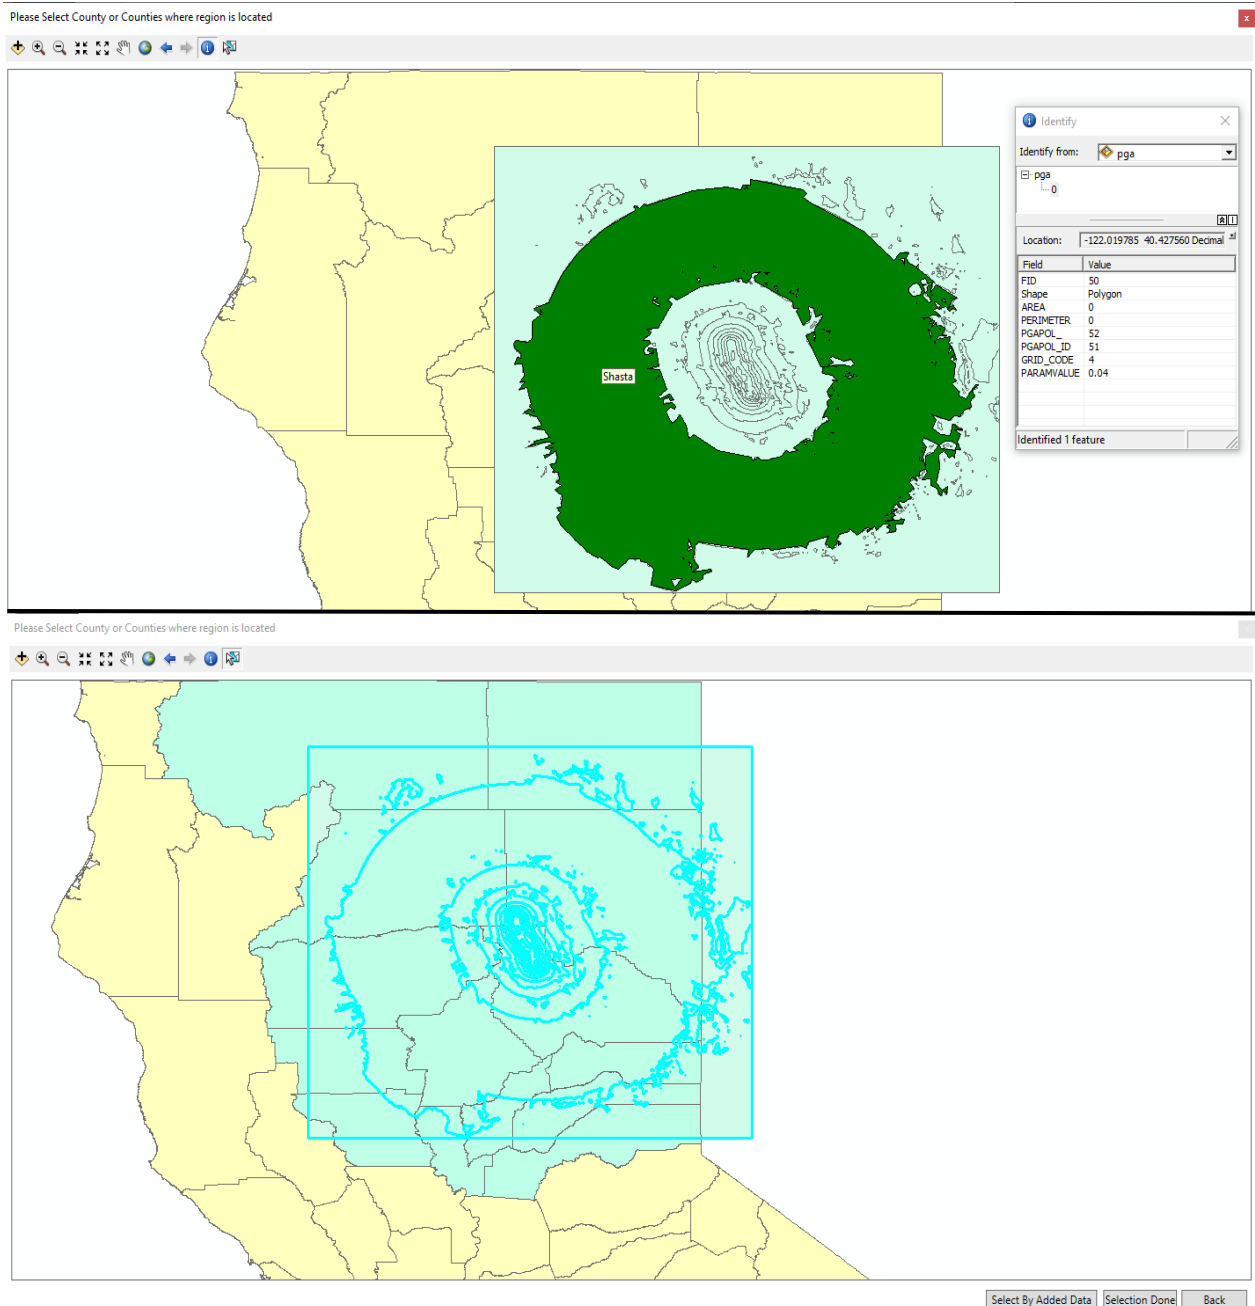 Please Select County or Counties where region is located
x
Identify
Identify from: pga
pga
0
Location: -122.019785 40.427560 Decimal
Field Value
FID 50
Shape Polygon
AREA 0
PERIMETER 0
PGAPOL_ 52
PGAPOL_ID 51
GRID_CODE 4
PARAMVALUE 0.04
Identified 1 feature
Shasta
Please Select County or Counties where region is located
Select By Added Data Selection Done Back